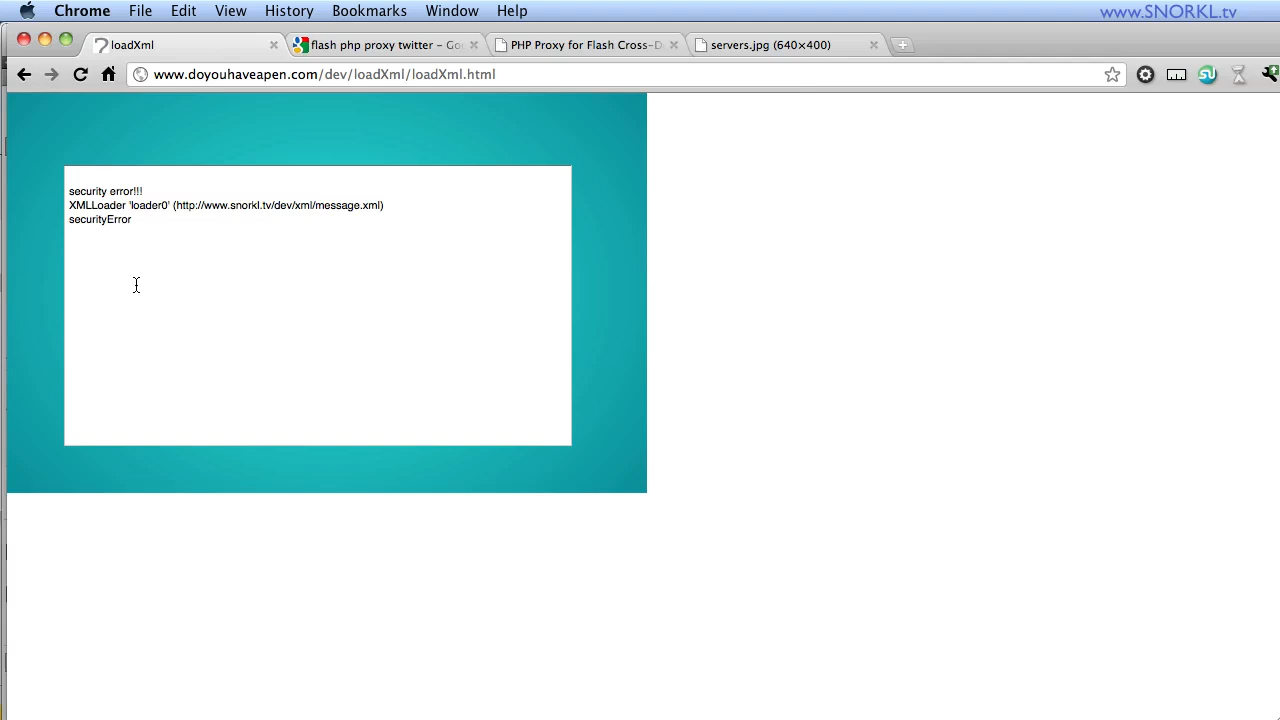 Chrome File Edit View History Bookmarks Window Help www.SNORKL.tv
loadXml flash php proxy twitter – Go PHP Proxy for Flash Cross-D servers.jpg (640×400)
www.doyouhaveapen.com/dev/loadXml/loadXml.html
security error!!!
XMLLoader 'loader0' (http://www.snorkl.tv/dev/xml/message.xml)
securityError